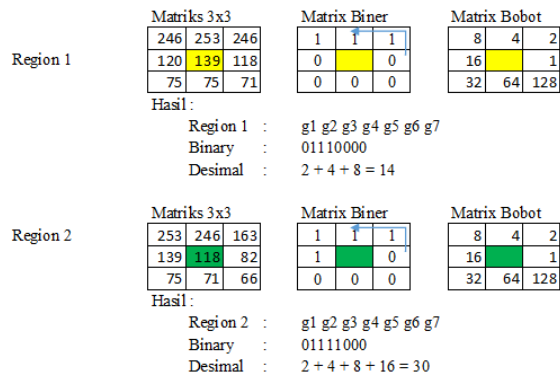 Matriks 3x3 Matrix Biner Matrix Bobot
246 253 246 1 1 1 8 4 2
Region 1 120 139 118 0 0 16 1
75 75 71 0 0 0 32 64 128
Hasil :
Region 1 : g1 g2 g3 g4 g5 g6 g7
Binary : 01110000
Desimal : 2 + 4 + 8 = 14
Matriks 3x3 Matrix Biner Matrix Bobot
Region 2 253 246 163 1 1 1 8 4 2
139 118 82 1 0 16 1
75 71 66 0 0 0 32 64 128
Hasil :
Region 2 : g1 g2 g3 g4 g5 g6 g7
Binary : 01111000
Desimal : 2 + 4 + 8 + 16 = 30